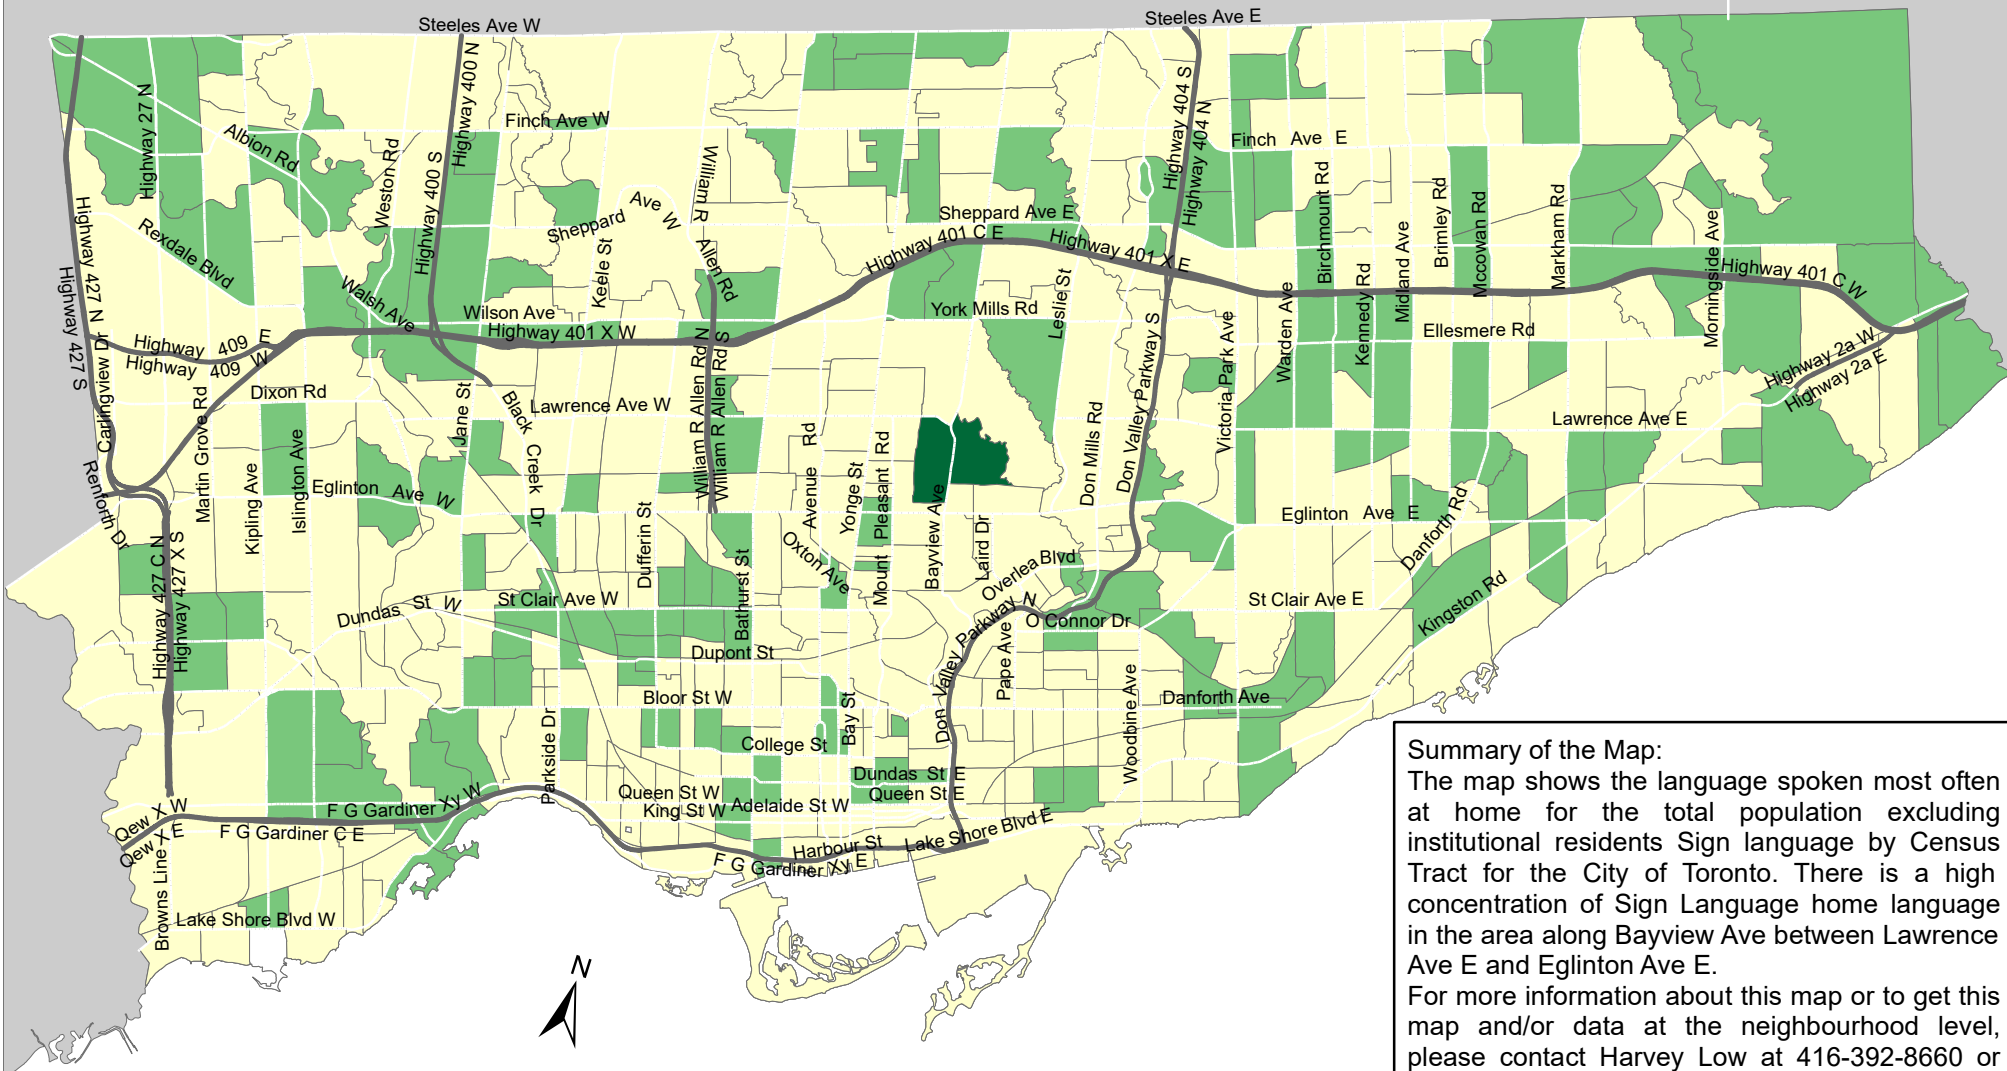 Steeles Ave W
Steeles Ave E
Highway 400 N
Highway 404 S
Highway 404 N
Highway 27 N
Finch Ave W
Albion Rd
Finch Ave E
Weston Rd
Highway 400 S
William R
Allen Rd
Birchmount Rd
Brimley Rd
Mccowan Rd
Markham Rd
Midland Ave
Morningside Ave
Sheppard Ave W
Sheppard Ave E
Highway 427 N
Highway 427 S
Rexdale Blvd
Keele St
Highway 401 C E
Highway 401 X E
Highway 401 C W
Walsh Ave
Wilson Ave
Highway 401 X W
York Mills Rd
Leslie St
Kennedy Rd
Warden Ave
Ellesmere Rd
Highway 409 E
Highway 409 W
Carlingview Dr
Highway 2a W
Highway 2a E
Victoria Park Ave
Don Valley Parkway S
Dixon Rd
Martin Grove Rd
Jane St
Black Creek Dr
Lawrence Ave W
William R Allen Rd N
William R Allen Rd S
Lawrence Ave E
Avenue Rd
Mount Pleasant Rd
Yonge St
Don Mills Rd
Renforth Dr
Kipling Ave
Islington Ave
Eglinton Ave W
Eglinton Ave E
Bayview Ave
Laird Dr
Dufferin St
Oxton Ave
Overlea Blvd
Danforth Rd
Highway 427 C N
Highway 427 X S
Bathurst St
Dundas St W
St Clair Ave W
St Clair Ave E
Kingston Rd
Don Valley Parkway N
O Connor Dr
Pape Ave
Dupont St
Bloor St W
Danforth Ave
Woodbine Ave
Parkside Dr
Bay St
College St
Dundas St E
Queen St W
Queen St E
King St W
Adelaide St W
Qew X W
Qew X E
F G Gardiner Xy W
F G Gardiner C E
Harbour St
Lake Shore Blvd E
F G Gardiner Xy E
Browns Line
Lake Shore Blvd W
N
Summary of the Map:
The map shows the language spoken most often
at home for the total population excluding
institutional residents Sign language by Census
Tract for the City of Toronto. There is a high
concentration of Sign Language home language
in the area along Bayview Ave between Lawrence
Ave E and Eglinton Ave E.
For more information about this map or to get this
map and/or data at the neighbourhood level,
please contact Harvey Low at 416-392-8660 or